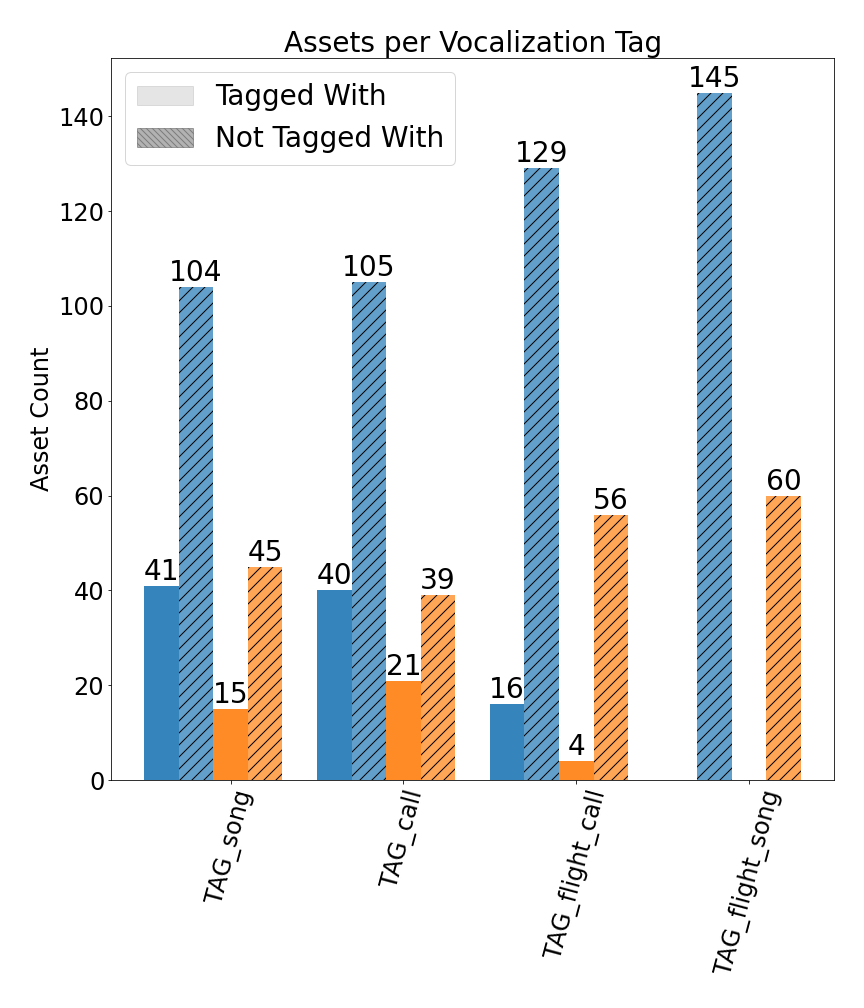 Assets per Vocalization Tag
Tagged With
Not Tagged With
Asset Count
140
120
100
80
60
40
20
0
41
104
15
45
40
105
21
39
16
129
4
56
145
60
TAG_song
TAG_call
TAG_flight_call
TAG_flight_song